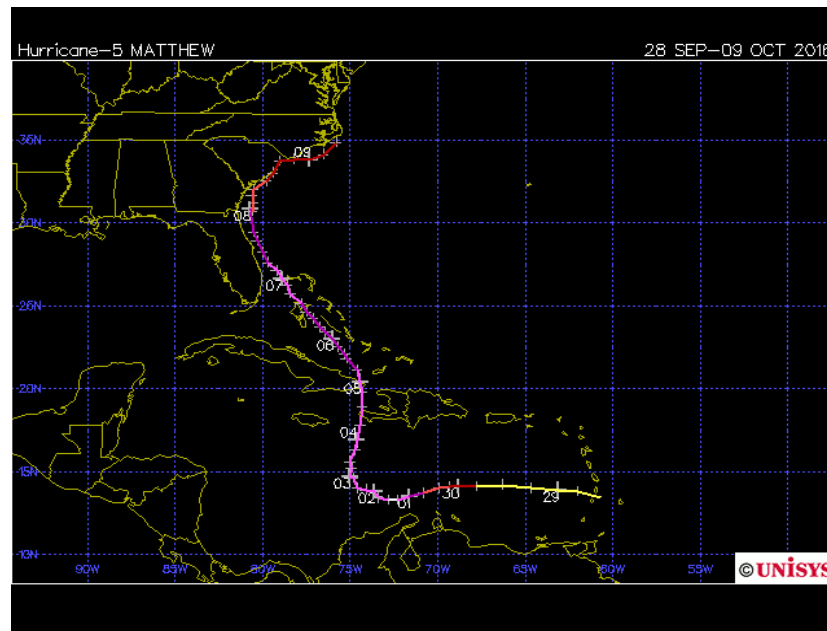 Hurricane-5 MATTHEW 28 SEP-09 OCT 2016
35N
09
08
30N
07
25N
06
20N
05
04
15N
03
02 01 30 29
10N
90W 85W 80W 75W 70W 65W 60W 55W
© UNISYS